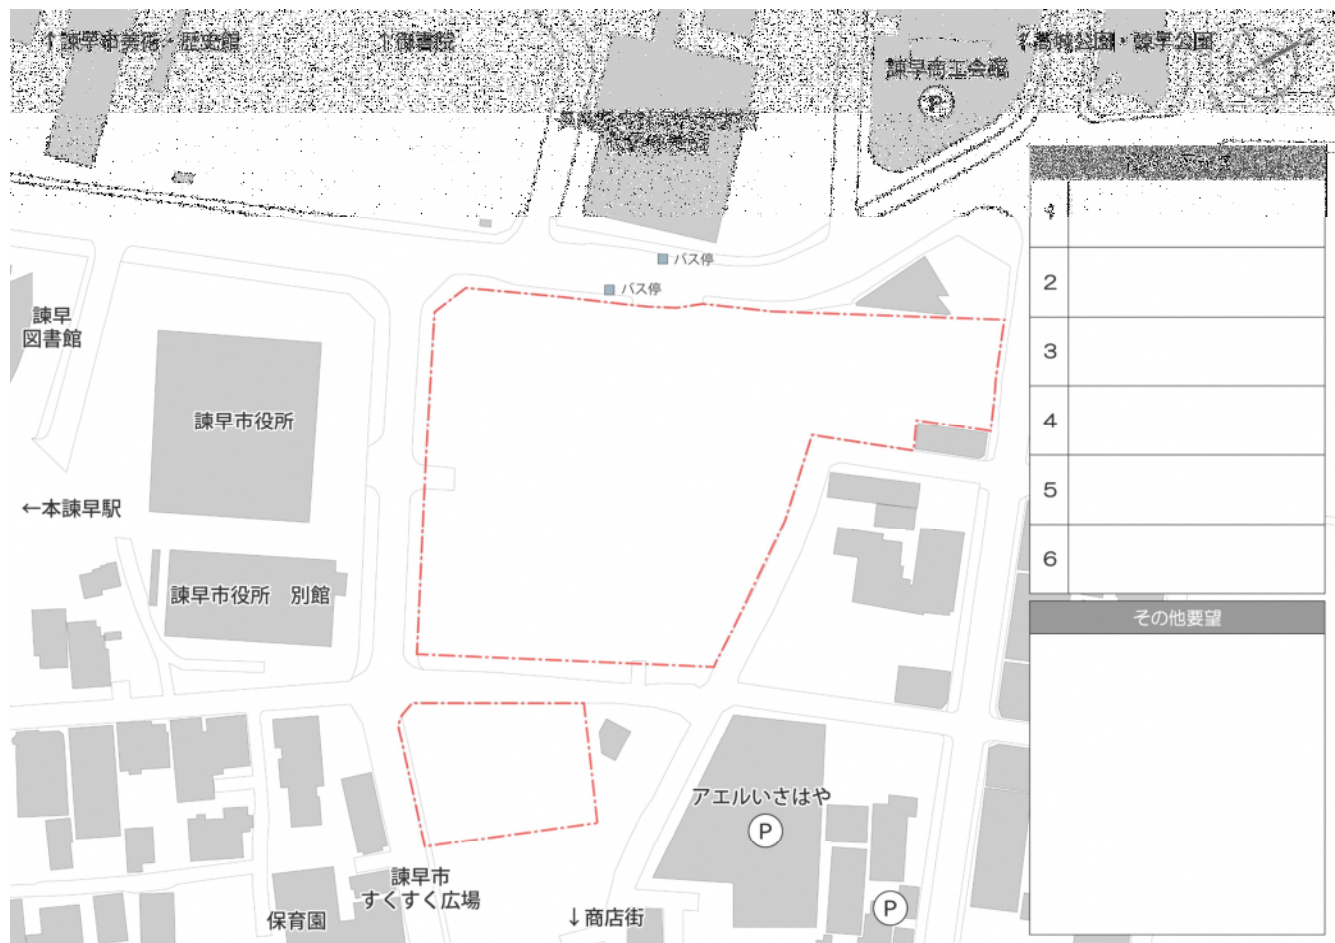 ↑諫早市美術・歴史館
↑御書院
諫早商工会館
P
バス停
バス停
諫早
図書館
諫早市役所
←本諫早駅
諫早市役所　別館
2
3
4
5
6
その他要望
アエルいさはや
P
諫早市
すくすく広場
保育園
↓商店街
P